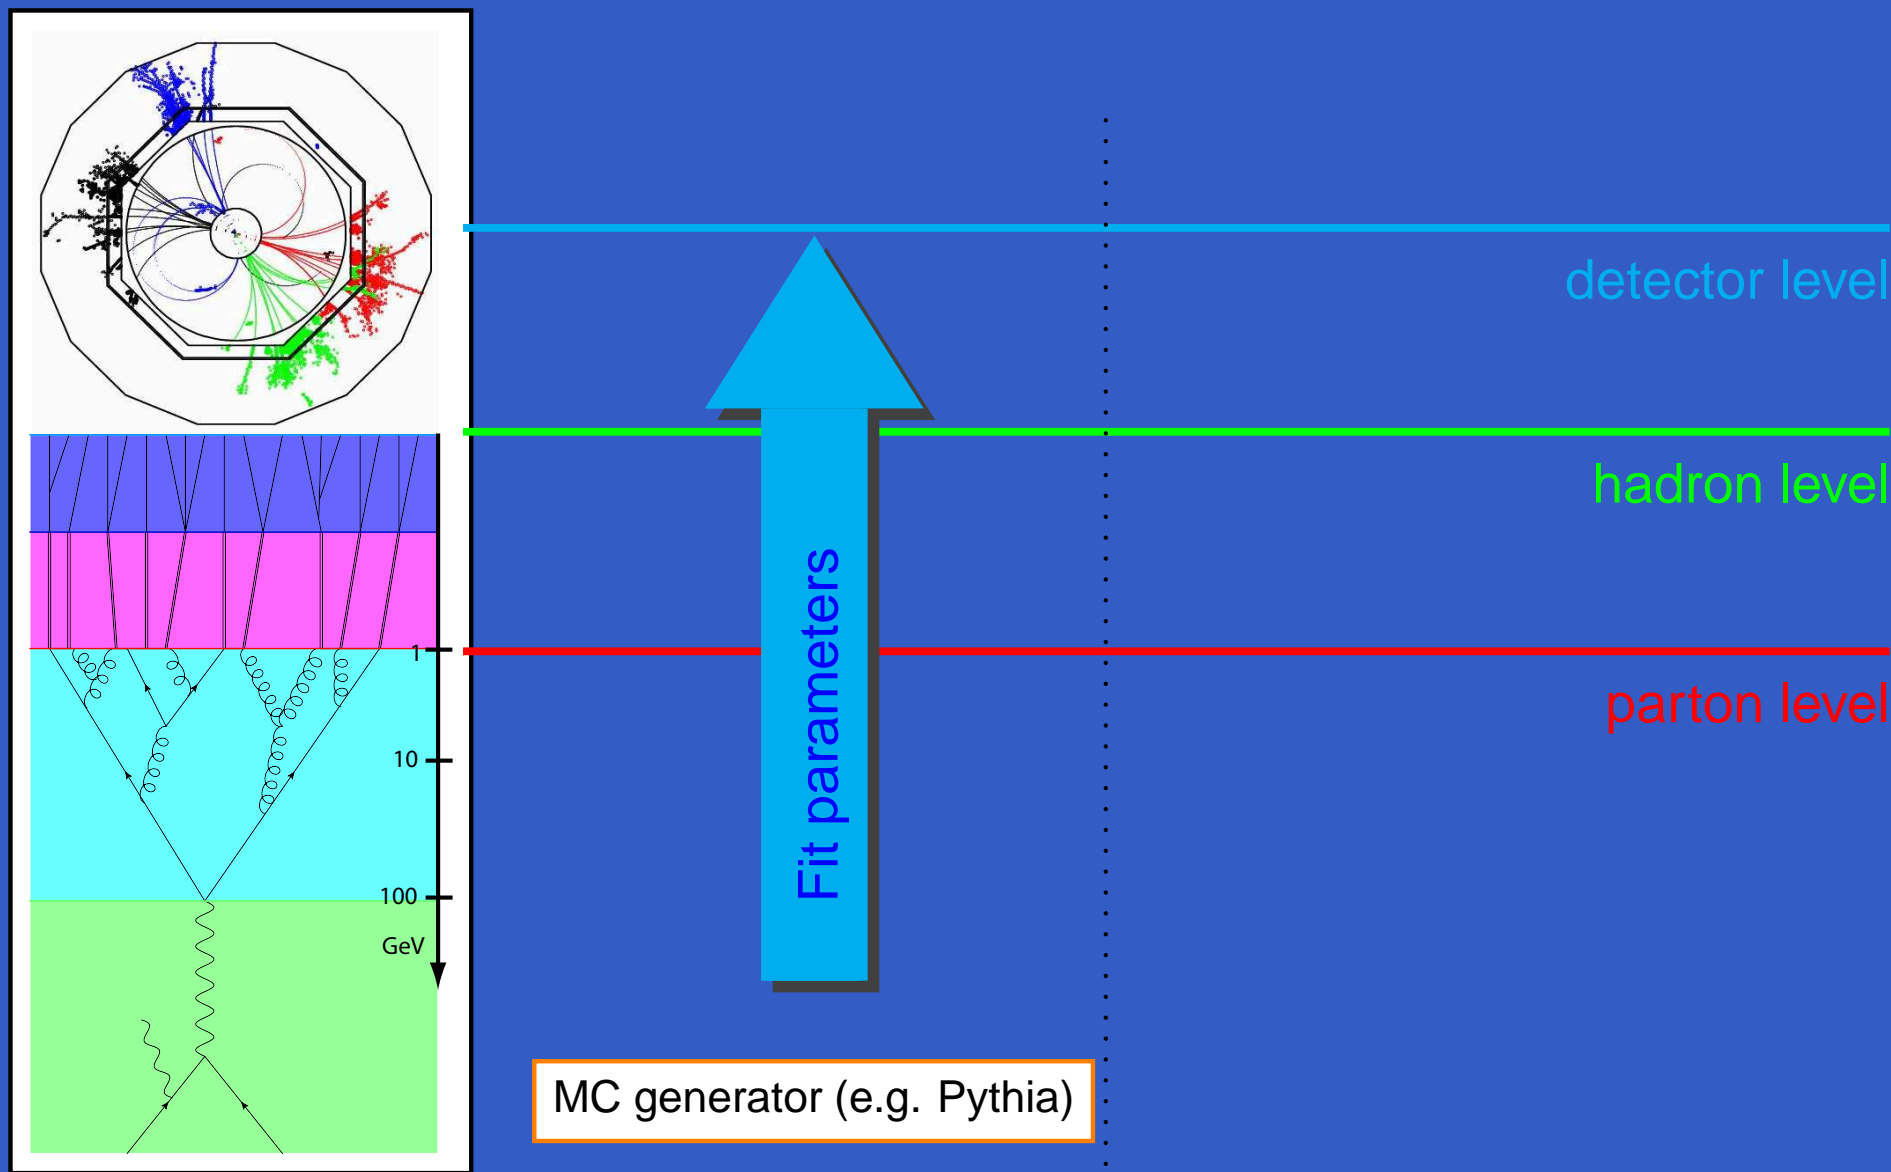 detector level
hadron level
1
parton level
10
100
GeV
Fit parameters
MC generator (e.g. Pythia)